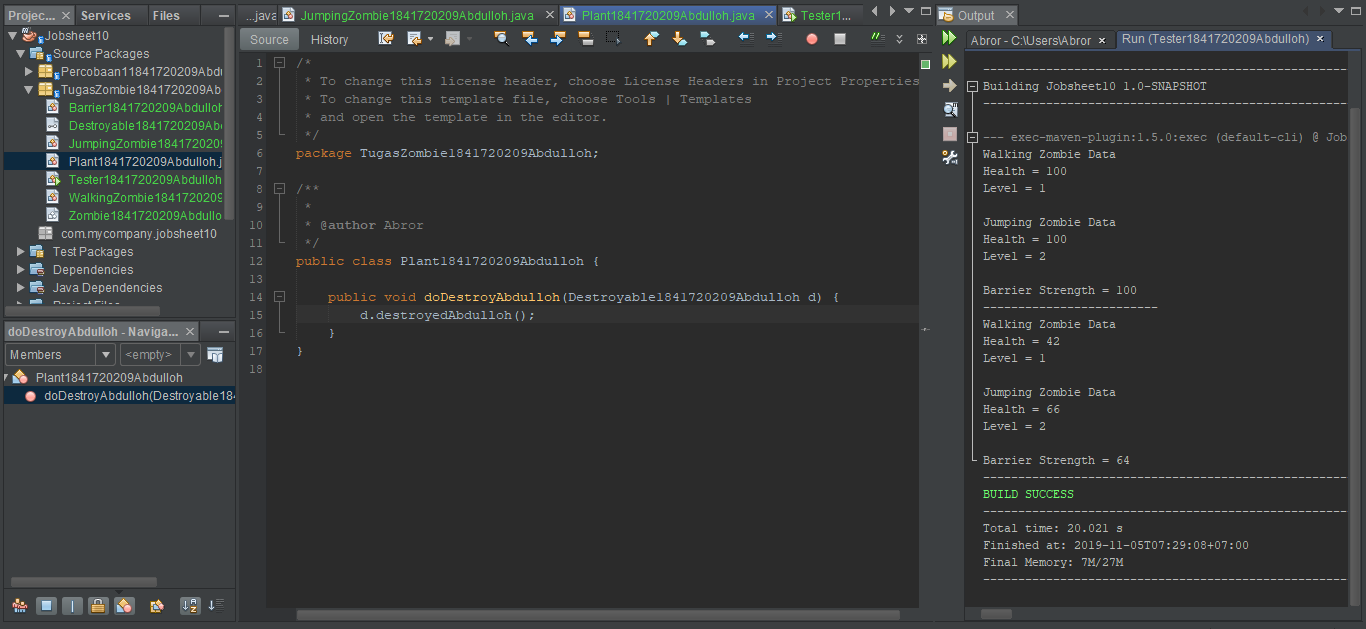 Projec...
Services
Files
Jobsheet10
Source Packages
Percobaan11841720209Abdu
TugasZombie1841720209Ab
Barrier1841720209Abdulloh
Destroyable1841720209Ab
JumpingZombie184172020
Plant1841720209Abdulloh.j
Tester1841720209Abdulloh
WalkingZombie1841720209
Zombie1841720209Abdullo
com.mycompany.jobsheet10
Test Packages
Dependencies
Java Dependencies
Project Files
doDestroyAbdulloh - Naviga...
Members
<empty>
Plant1841720209Abdulloh
doDestroyAbdulloh(Destroyable184
...java
JumpingZombie1841720209Abdulloh.java
Plant1841720209Abdulloh.java
Tester1...
Source
History
1 /*
2 * To change this license header, choose License Headers in Project Properties
3 * To change this template file, choose Tools | Templates
4 * and open the template in the editor.
5 */
6 package TugasZombie1841720209Abdulloh;
7
8 /**
9 *
10 * @author Abror
11 */
12 public class Plant1841720209Abdulloh {
13
14 public void doDestroyAbdulloh(Destroyable1841720209Abdulloh d) {
15 d.destroyedAbdulloh();
16 }
17 }
18
Output
Abror - C:\Users\Abror
Run (Tester1841720209Abdulloh)
------------------------------------------------------------------------
Building Jobsheet10 1.0-SNAPSHOT
------------------------------------------------------------------------
--- exec-maven-plugin:1.5.0:exec (default-cli) @ Job
Walking Zombie Data
Health = 100
Level = 1
Jumping Zombie Data
Health = 100
Level = 2
Barrier Strength = 100
-------------------------
Walking Zombie Data
Health = 42
Level = 1
Jumping Zombie Data
Health = 66
Level = 2
Barrier Strength = 64
------------------------------------------------------------------------
BUILD SUCCESS
------------------------------------------------------------------------
Total time: 20.021 s
Finished at: 2019-11-05T07:29:08+07:00
Final Memory: 7M/27M
------------------------------------------------------------------------